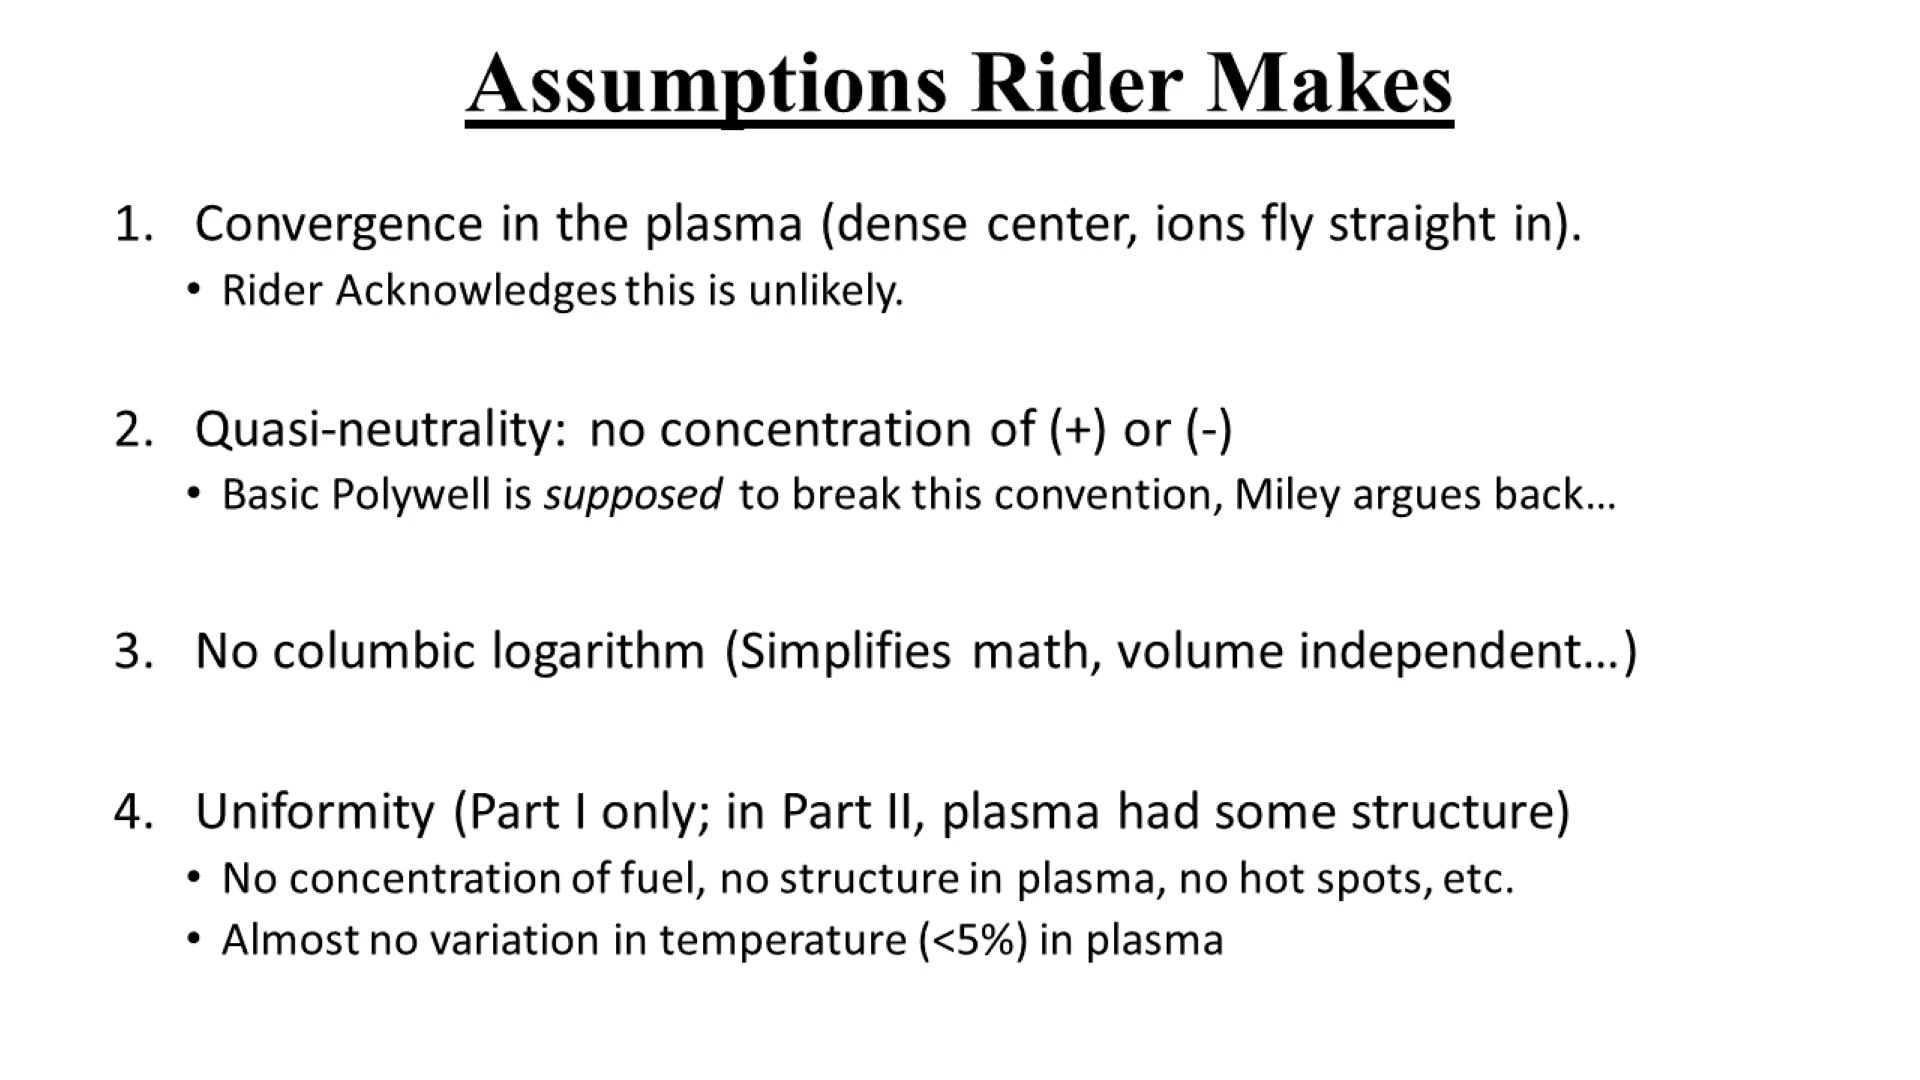 Assumptions Rider Makes
1. Convergence in the plasma (dense center, ions fly straight in).
• Rider Acknowledges this is unlikely.
2. Quasi-neutrality: no concentration of (+) or (-)
• Basic Polywell is supposed to break this convention, Miley argues back...
3. No columbic logarithm (Simplifies math, volume independent...)
4. Uniformity (Part I only; in Part II, plasma had some structure)
• No concentration of fuel, no structure in plasma, no hot spots, etc.
• Almost no variation in temperature (<5%) in plasma